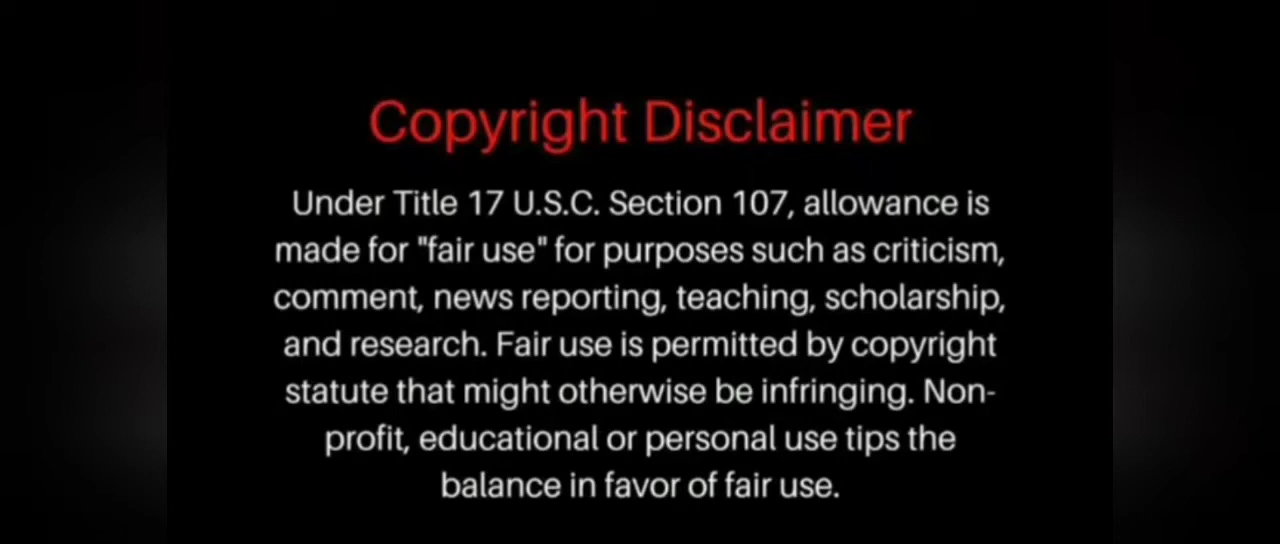 Copyright Disclaimer
Under Title 17 U.S.C. Section 107, allowance is
made for "fair use" for purposes such as criticism,
comment, news reporting, teaching, scholarship,
and research. Fair use is permitted by copyright
statute that might otherwise be infringing. Non-
profit, educational or personal use tips the
balance in favor of fair use.